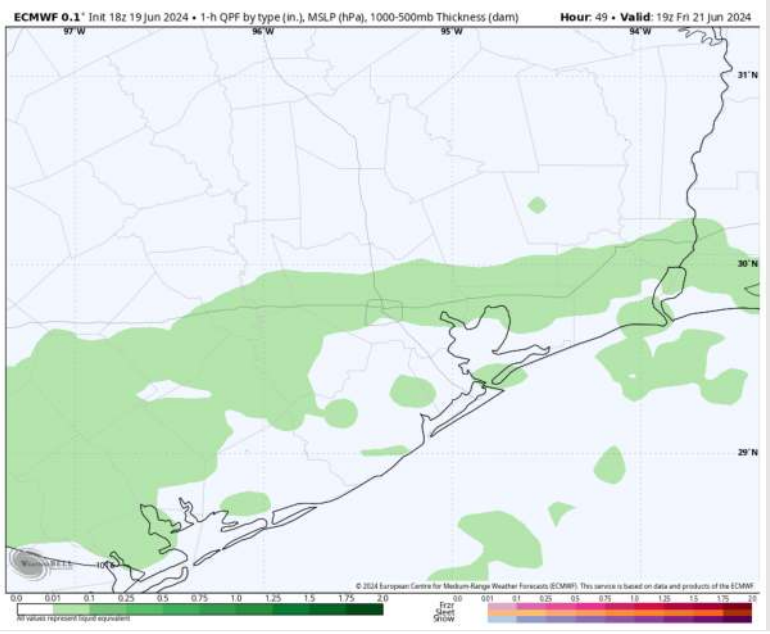 ECMWF 0.1° Init 18z 19 Jun 2024 • 1-h QPF by type (in.), MSLP (hPa), 1000-500mb Thickness (dam) Hour: 49 • Valid: 19z Fri 21 Jun 2024
97°W 96°W 95°W 94°W
31°N
30°N
29°N
WeatherBELL
© 2024 European Centre for Medium-Range Weather Forecasts (ECMWF). This service is based on data and products of the ECMWF
0.0 0.01 0.1 0.25 0.5 0.75 1.0 1.25 1.5 1.75 2.0 0.0 0.01 0.1 0.25 0.5 0.75 1.0 1.25 1.5 1.75 2.0
All values represent liquid equivalent
Frzr
Sleet
Snow